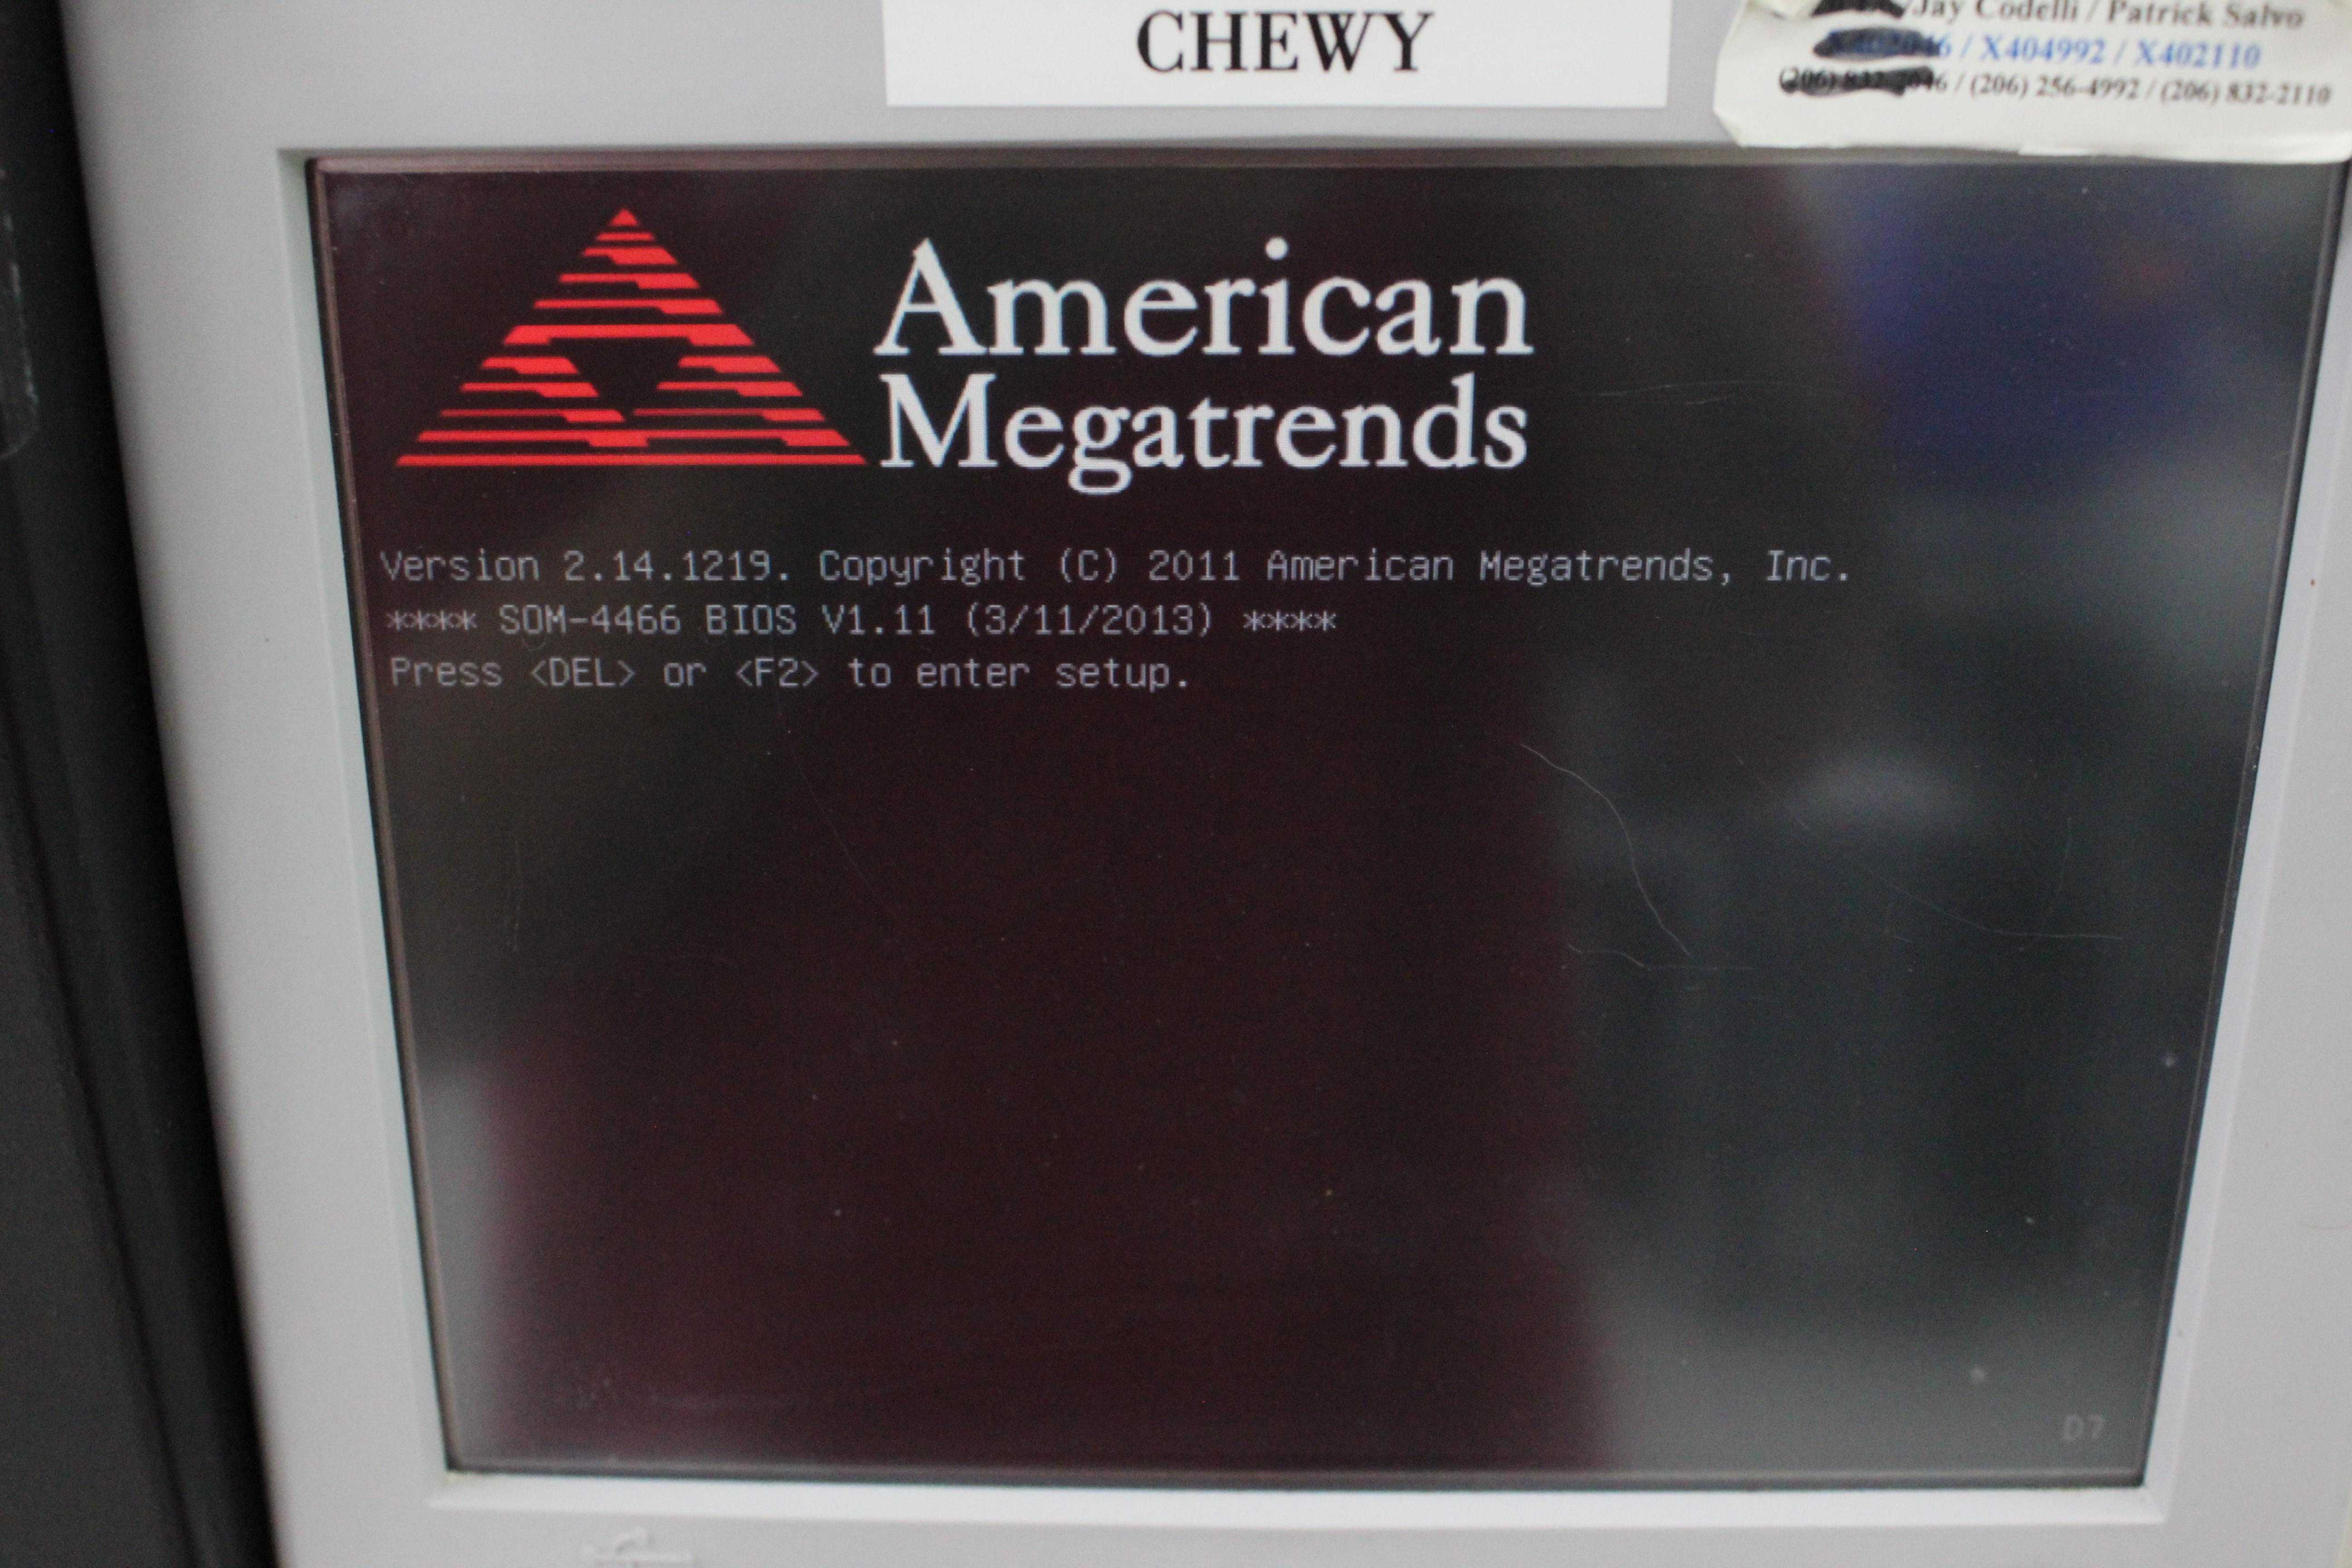 CHEWY
/Jay Codelli / Patrick Salvo
/ X404992 / X402110
/ (206) 256-4992 / (206) 832-2110
American
Megatrends
Version 2.14.1219. Copyright (C) 2011 American Megatrends, Inc.
**** SOM-4466 BIOS V1.11 (3/11/2013) ****
Press <DEL> or <F2> to enter setup.
D7